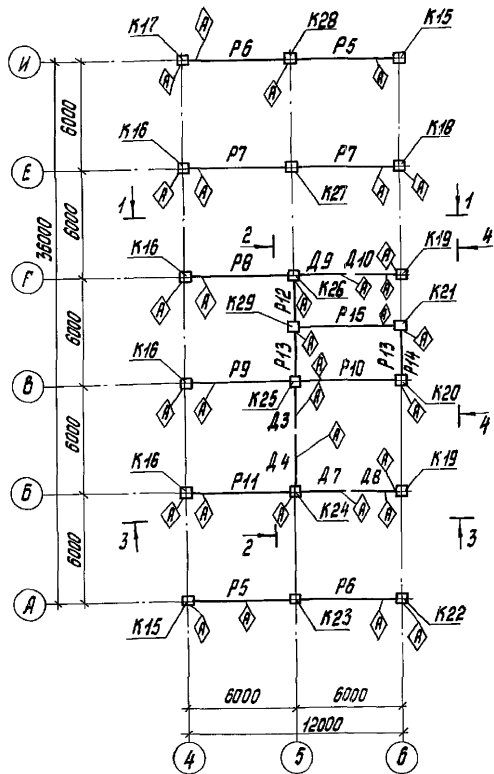 К17 А К28 К15
И Р6 Р5
А А А
6000
К16 К18
Е Р7 Р7
А А К27 А А
1 1
6000
36000
2 4
К16 А К19
Г Р8 Д9 Д10
А А Р12 А К26 А А
К29 Р15 А К21
А А
6000
К16 Р13 А Р13 Р14
В Р9 Р10
А А К25 А А К20
Д3
4
А
6000
Д4
К16 А К19
Б Р11 Д7 Д8
А А А К24 А А
3 2 3
6000
А Р5 Р6
К15 А А К23 А А К22
6000 6000
12000
4 5 6